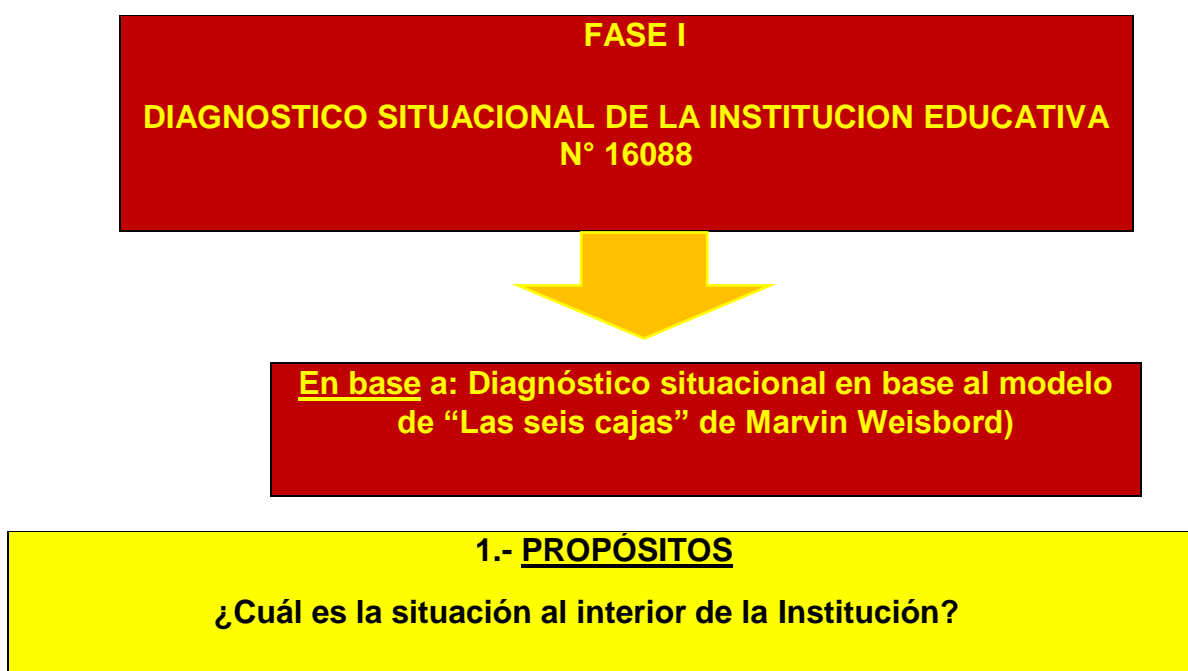 FASE I
DIAGNOSTICO SITUACIONAL DE LA INSTITUCION EDUCATIVA
N° 16088
En base a: Diagnóstico situacional en base al modelo
de “Las seis cajas” de Marvin Weisbord)
1.- PROPÓSITOS
¿Cuál es la situación al interior de la Institución?